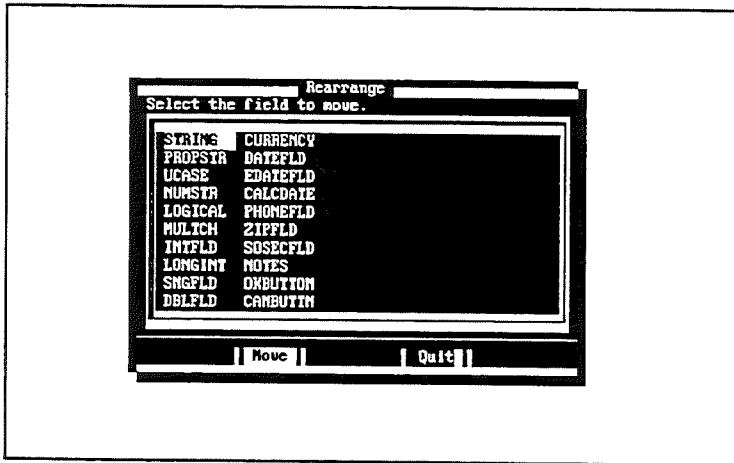 Rearrange
Select the field to move.
STRING CURRENCY
PROPSTR DATEFLD
UCASE EDATEFLD
NUMSTR CALCDATE
LOGICAL PHONEFLD
MULTCH ZIPFLD
INTFLD SOSECFLD
LONGINT NOTES
SNGFLD OKBUTTON
DBLFLD CANBUTTN
Move Quit